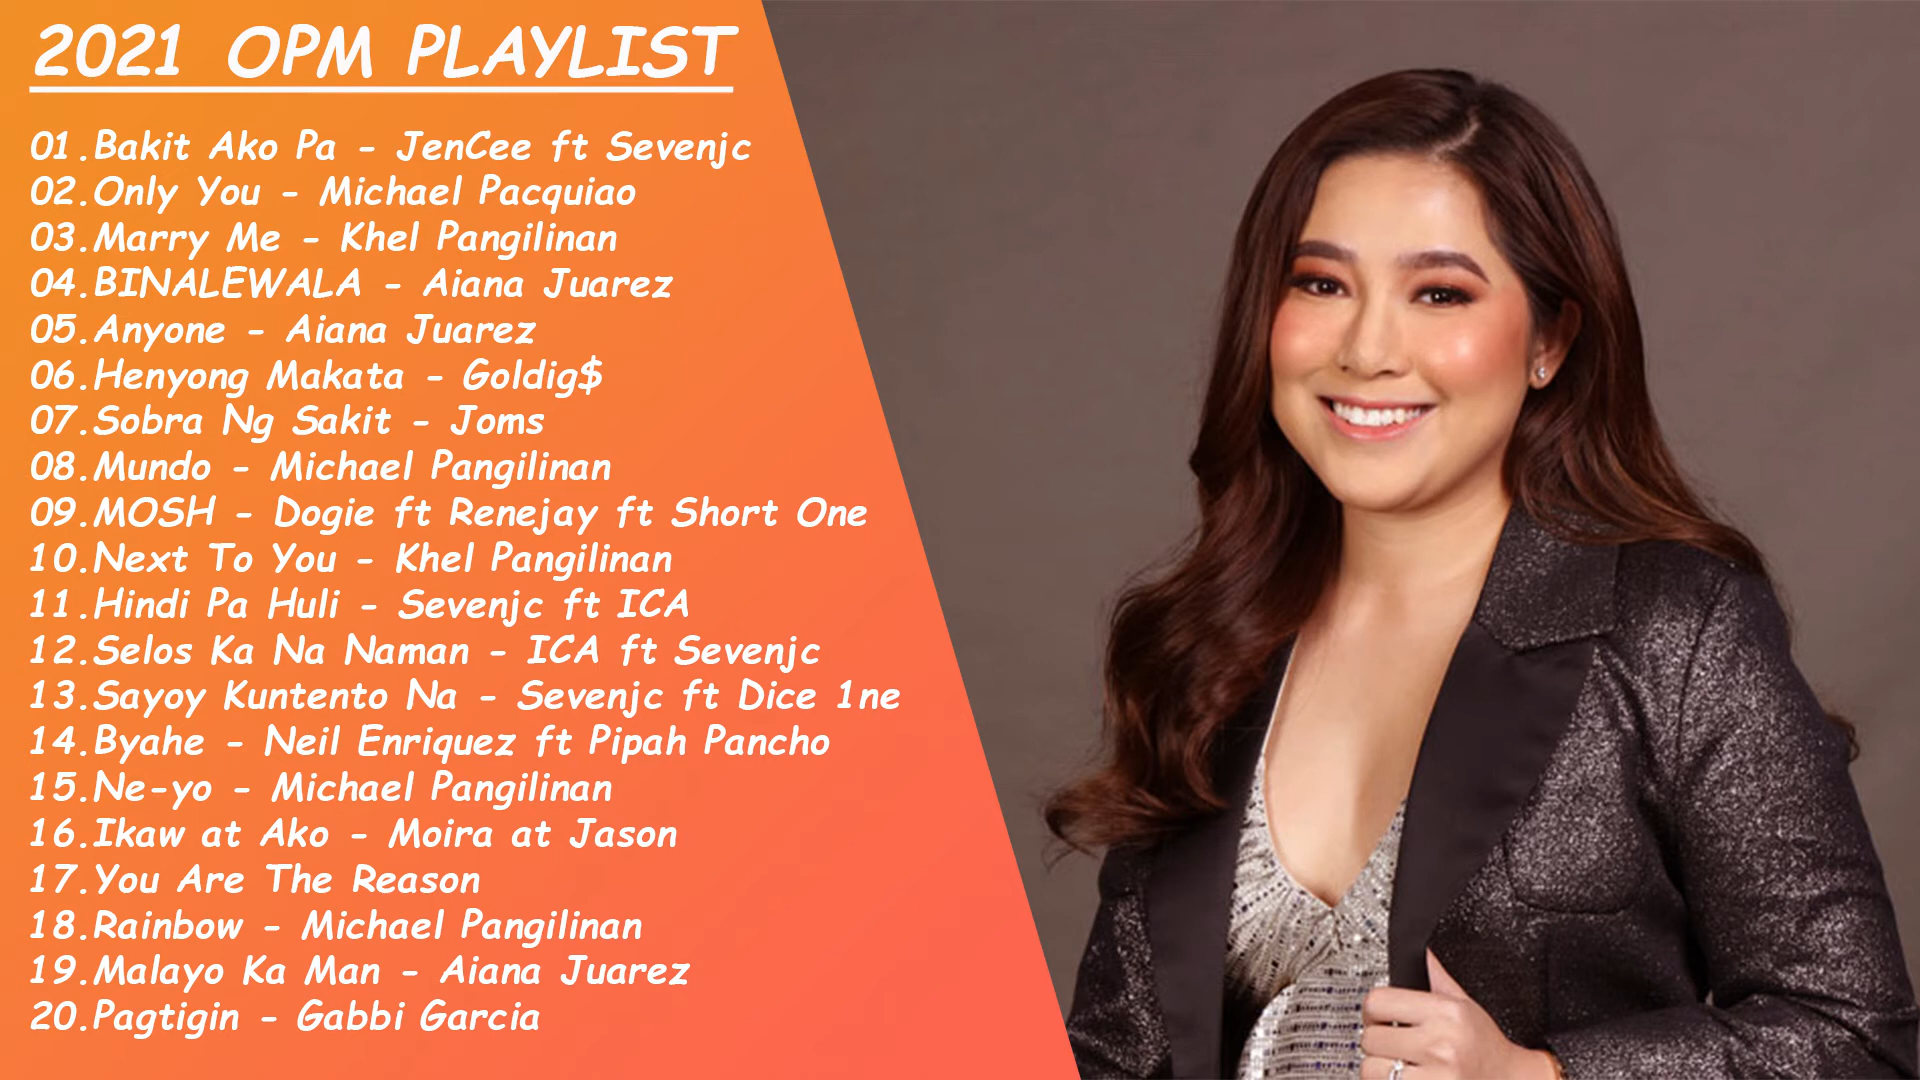 2021 OPM PLAYLIST
01.Bakit Ako Pa - JenCee ft Sevenjc
02.Only You - Michael Pacquiao
03.Marry Me - Khel Pangilinan
04.BINALEWALA - Aiana Juarez
05.Anyone - Aiana Juarez
06.Henyong Makata - Goldig$
07.Sobra Ng Sakit - Joms
08.Mundo - Michael Pangilinan
09.MOSH - Dogie ft Renejay ft Short One
10.Next To You - Khel Pangilinan
11.Hindi Pa Huli - Sevenjc ft ICA
12.Selos Ka Na Naman - ICA ft Sevenjc
13.Sayoy Kuntento Na - Sevenjc ft Dice 1ne
14.Byahe - Neil Enriquez ft Pipah Pancho
15.Ne-yo - Michael Pangilinan
16.Ikaw at Ako - Moira at Jason
17.You Are The Reason
18.Rainbow - Michael Pangilinan
19.Malayo Ka Man - Aiana Juarez
20.Pagtigin - Gabbi Garcia